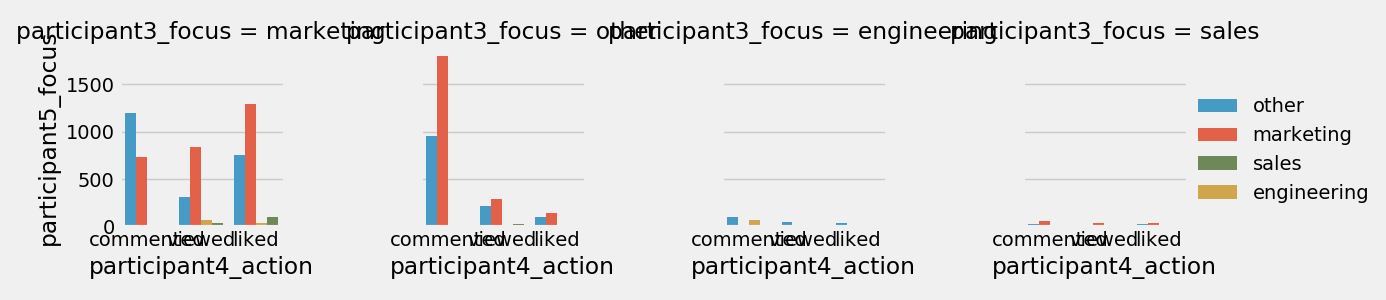 participant3_focus = marketing
participant3_focus = other
participant3_focus = engineering
participant3_focus = sales
participant5_focus
1500
1000
500
0
commented viewed liked
commented viewed liked
commented viewed liked
commented viewed liked
participant4_action
participant4_action
participant4_action
participant4_action
other
marketing
sales
engineering